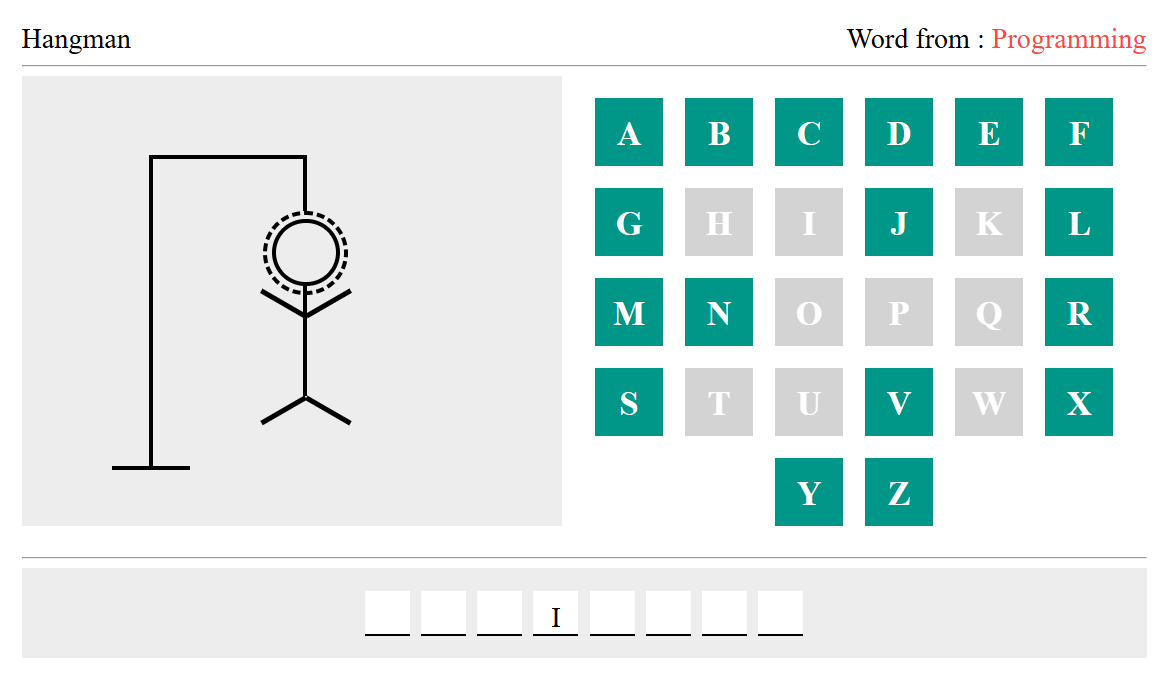 Hangman
Word from : Programming
A B C D E F
G H I J K L
M N O P Q R
S T U V W X
Y Z
I